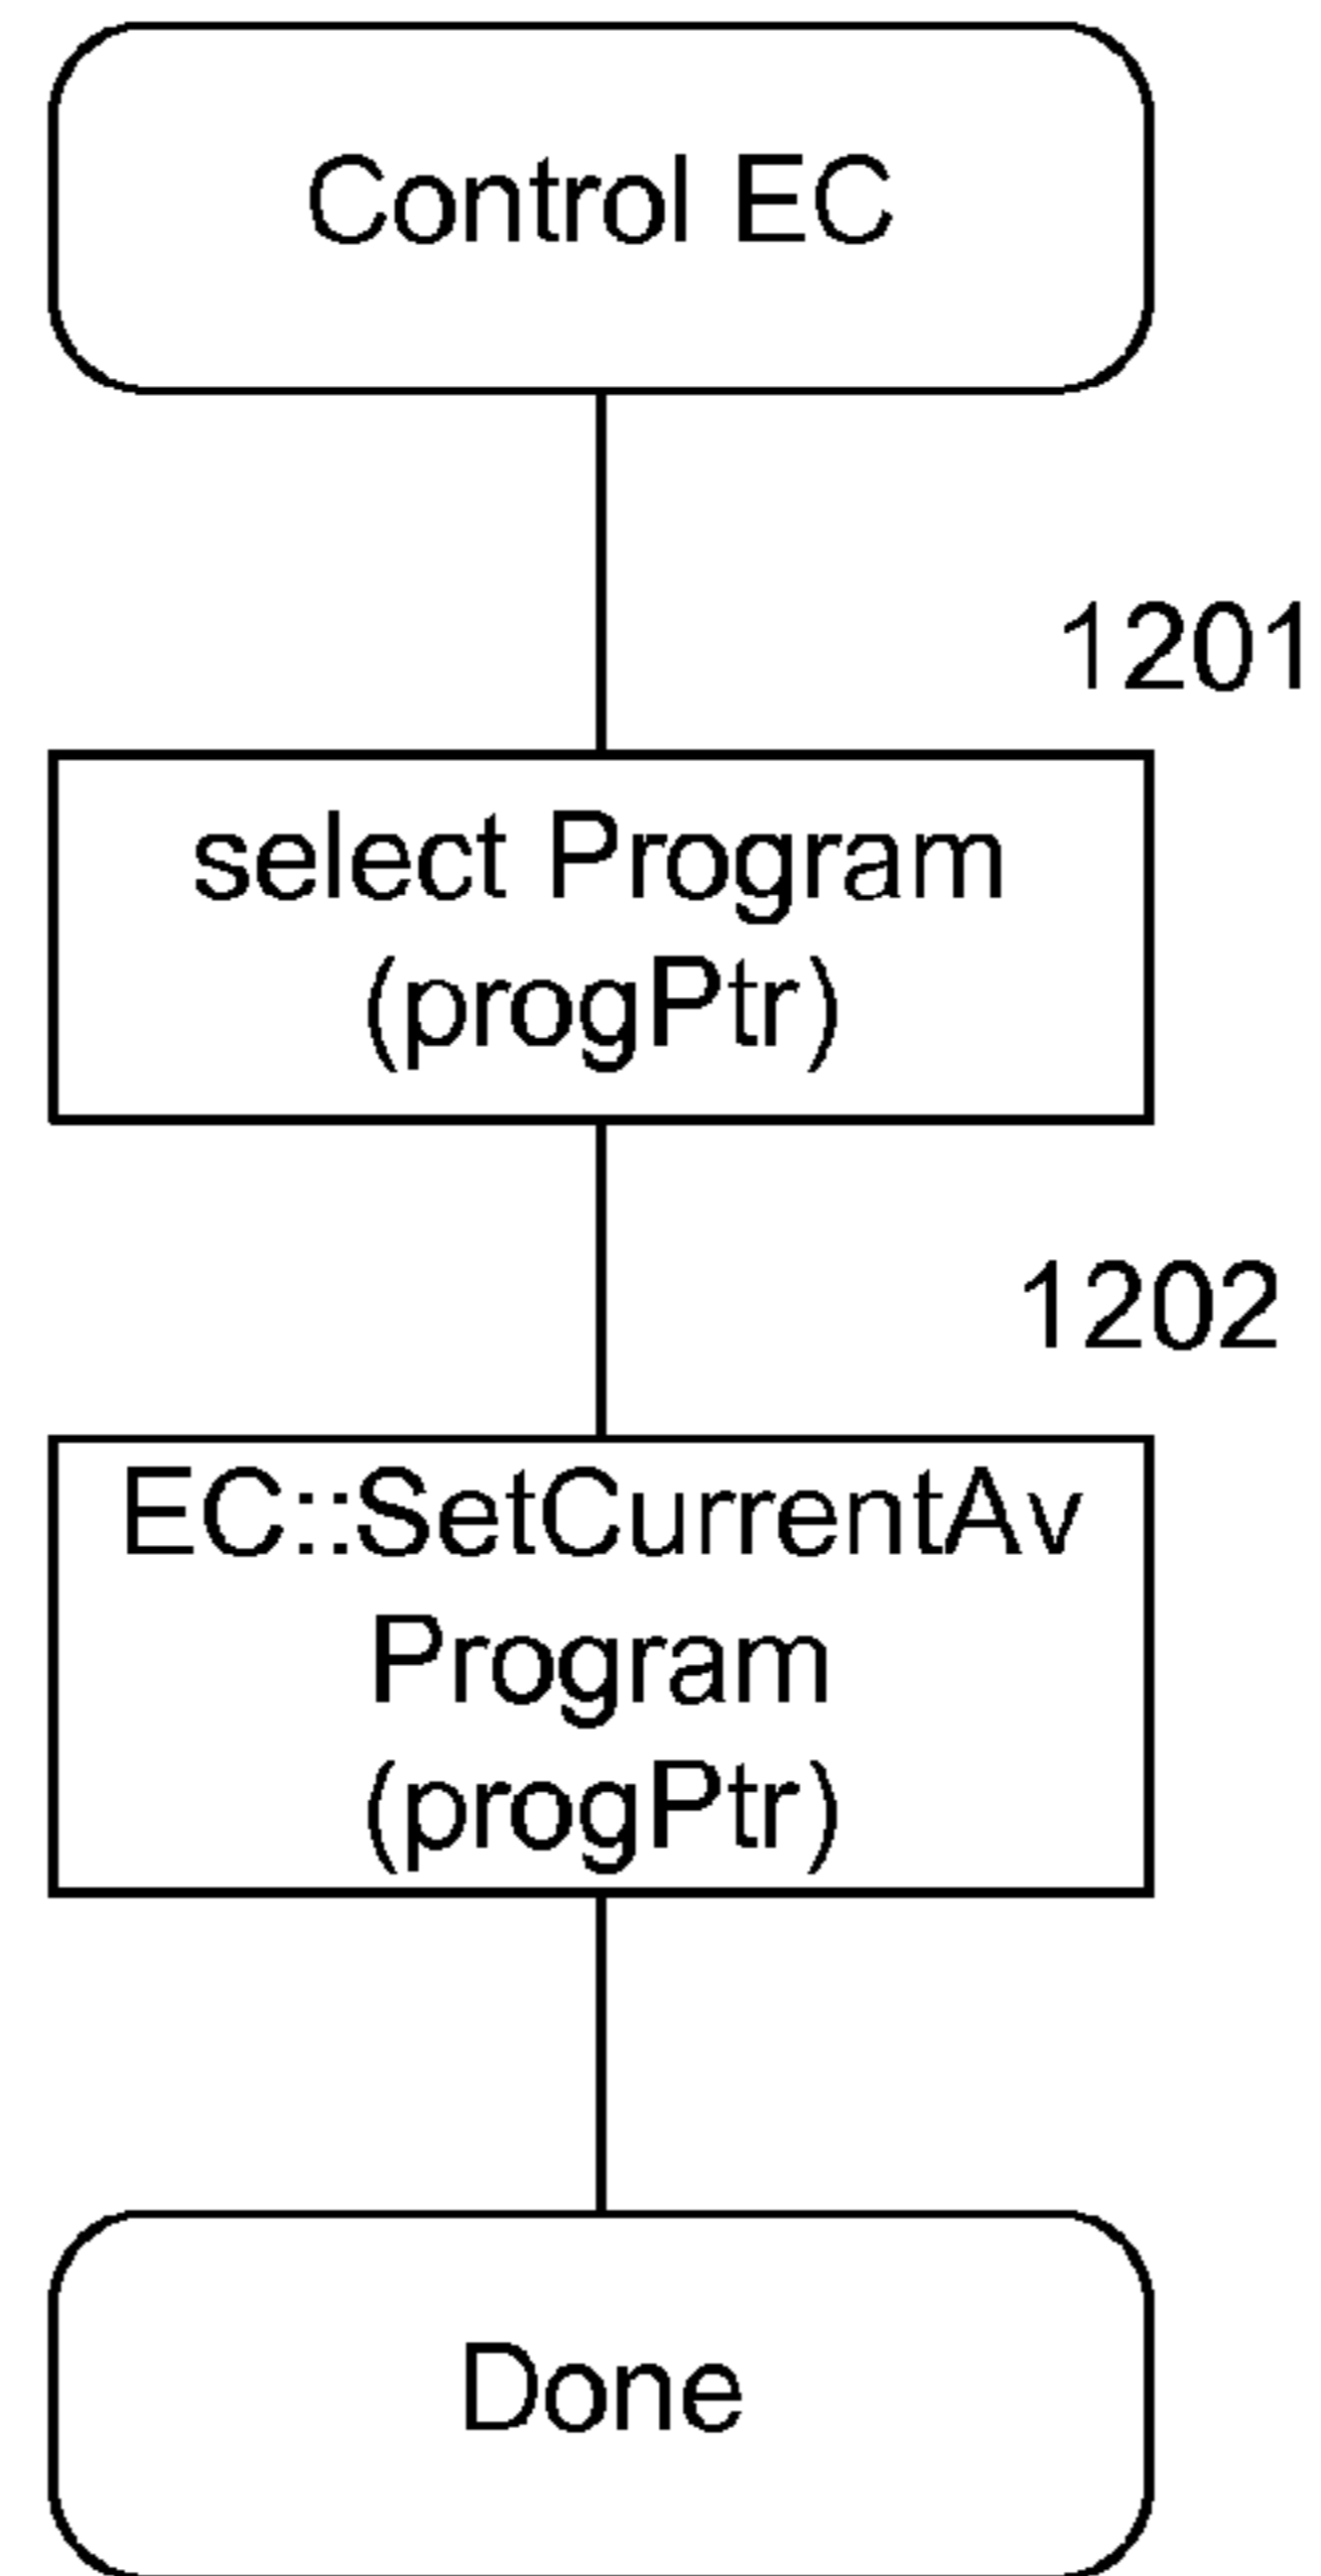 Control EC
1201
select Program
(progPtr)
1202
EC::SetCurrentAv
Program
(progPtr)
Done